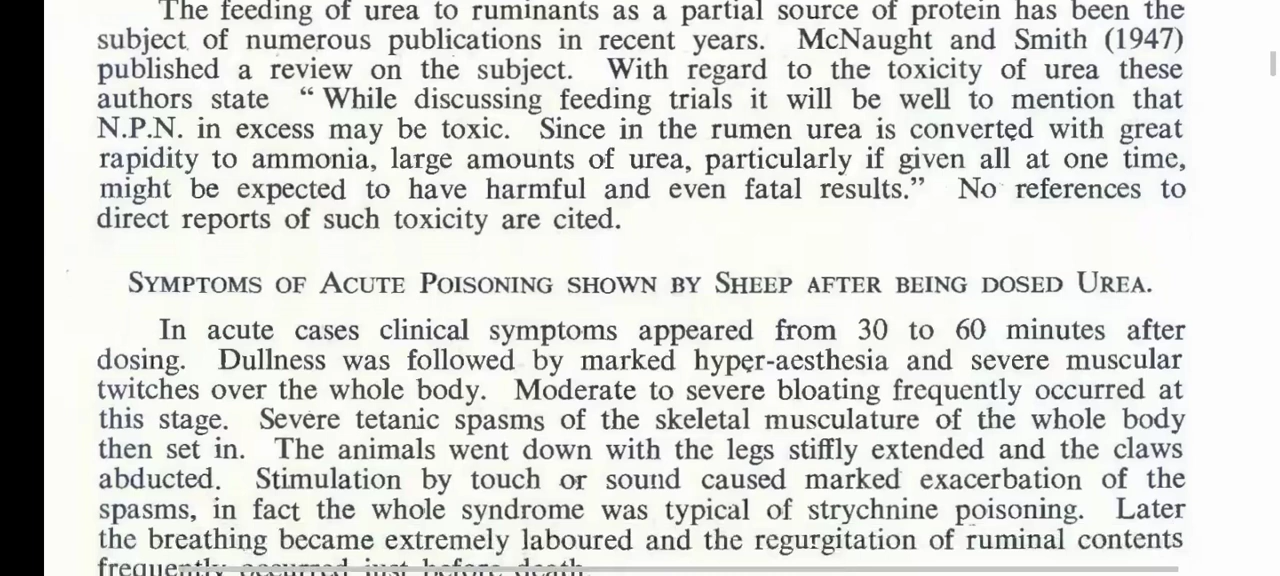 The feeding of urea to ruminants as a partial source of protein has been the
subject of numerous publications in recent years. McNaught and Smith (1947)
published a review on the subject. With regard to the toxicity of urea these
authors state “ While discussing feeding trials it will be well to mention that
N.P.N. in excess may be toxic. Since in the rumen urea is converted with great
rapidity to ammonia, large amounts of urea, particularly if given all at one time,
might be expected to have harmful and even fatal results.” No references to
direct reports of such toxicity are cited.
SYMPTOMS OF ACUTE POISONING SHOWN BY SHEEP AFTER BEING DOSED UREA.
In acute cases clinical symptoms appeared from 30 to 60 minutes after
dosing. Dullness was followed by marked hyper-aesthesia and severe muscular
twitches over the whole body. Moderate to severe bloating frequently occurred at
this stage. Severe tetanic spasms of the skeletal musculature of the whole body
then set in. The animals went down with the legs stiffly extended and the claws
abducted. Stimulation by touch or sound caused marked exacerbation of the
spasms, in fact the whole syndrome was typical of strychnine poisoning. Later
the breathing became extremely laboured and the regurgitation of ruminal contents
frequently occurred just before death.